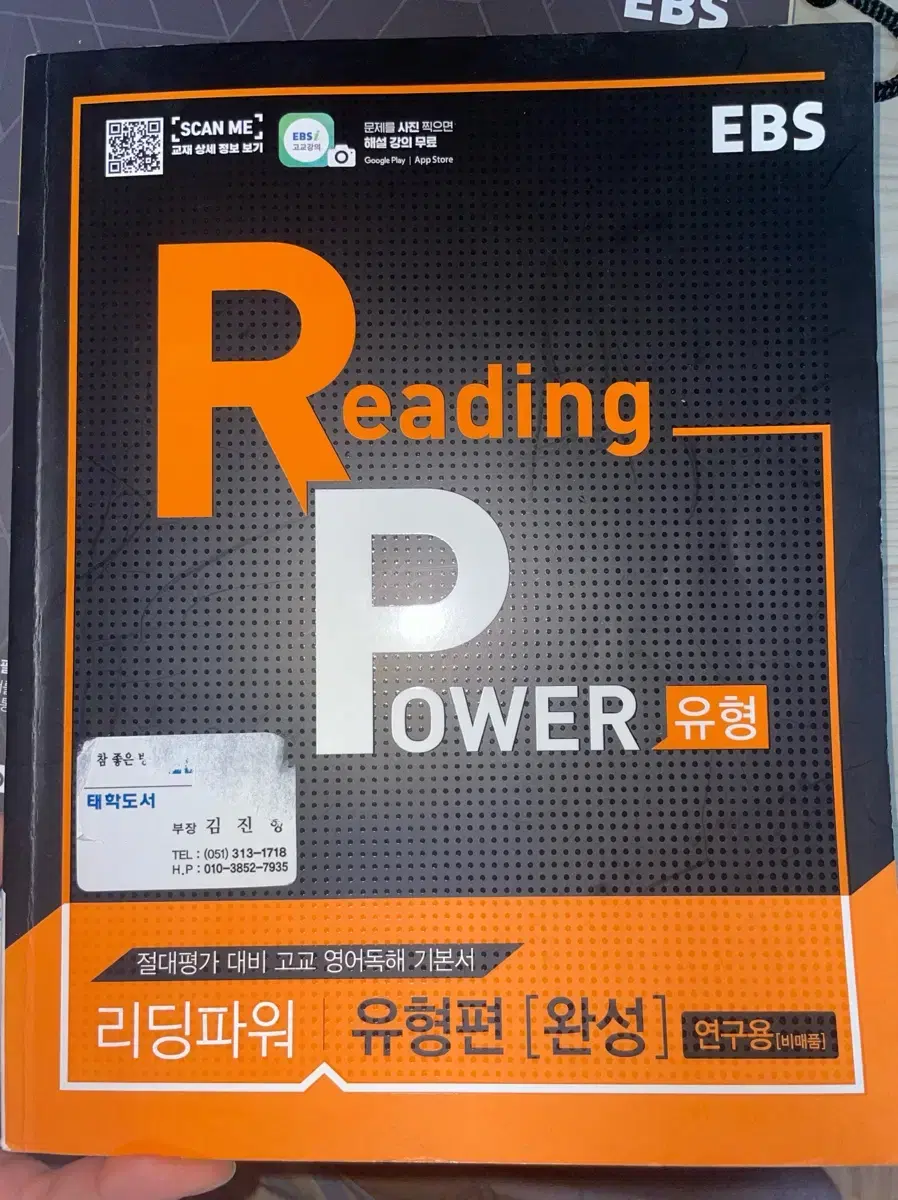 EBS
SCAN ME
교재 상세 정보 보기
EBSi
고교강의
문제를 사진 찍으면
해설 강의 무료
Google Play | App Store
EBS
Reading
POWER 유형
참 좋은
태학도서
부장 김 진
TEL : (051) 313-1718
H.P : 010-3852-7935
절대평가 대비 고교 영어독해 기본서
리딩파워 | 유형편 [완성] 연구용[비매품]